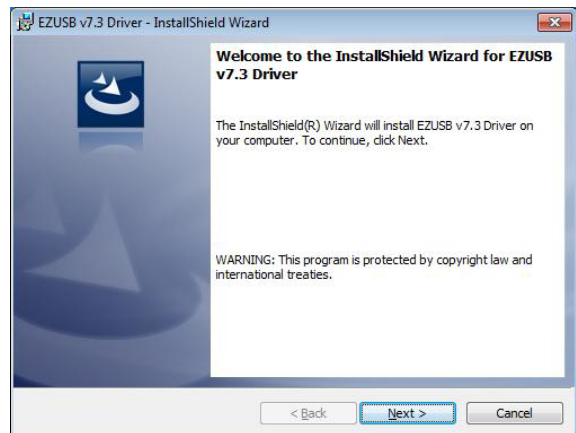 EZUSB v7.3 Driver - InstallShield Wizard
Welcome to the InstallShield Wizard for EZUSB
v7.3 Driver
The InstallShield(R) Wizard will install EZUSB v7.3 Driver on
your computer. To continue, click Next.
WARNING: This program is protected by copyright law and
international treaties.
< Back
Next >
Cancel